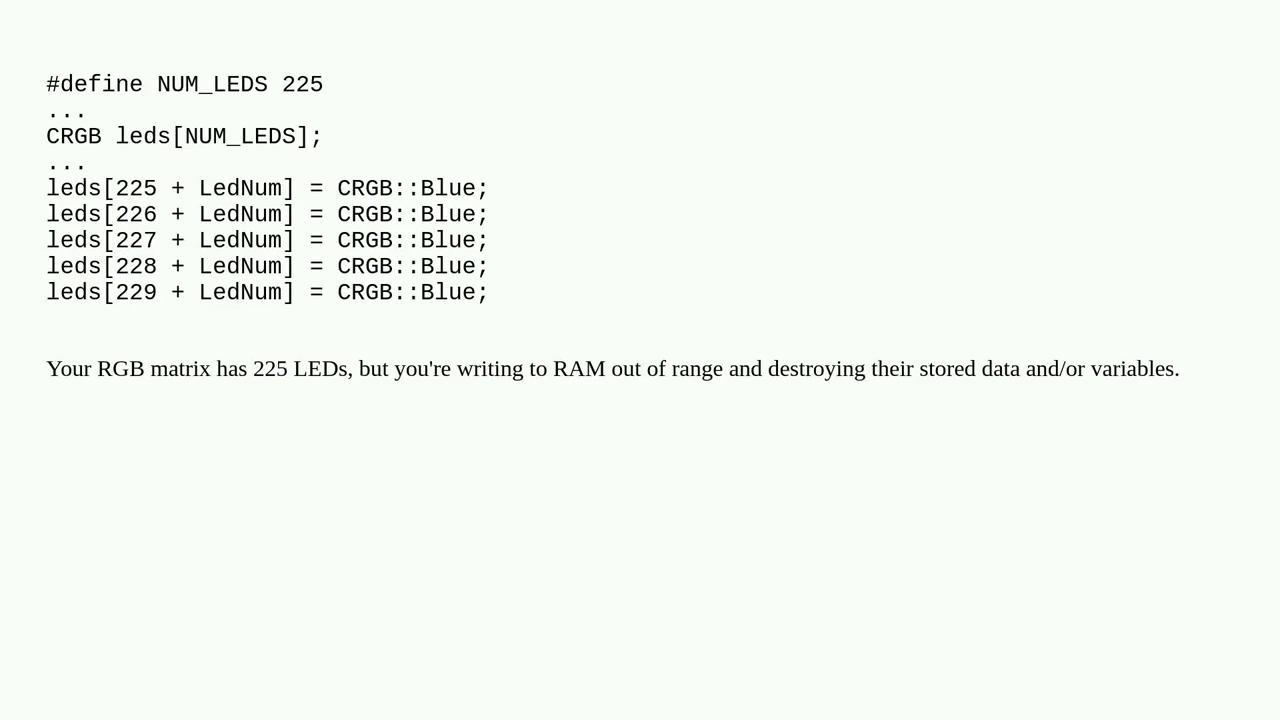 #define NUM_LEDS 225
...
CRGB leds[NUM_LEDS];
...
leds[225 + LedNum] = CRGB::Blue;
leds[226 + LedNum] = CRGB::Blue;
leds[227 + LedNum] = CRGB::Blue;
leds[228 + LedNum] = CRGB::Blue;
leds[229 + LedNum] = CRGB::Blue;
Your RGB matrix has 225 LEDs, but you're writing to RAM out of range and destroying their stored data and/or variables.